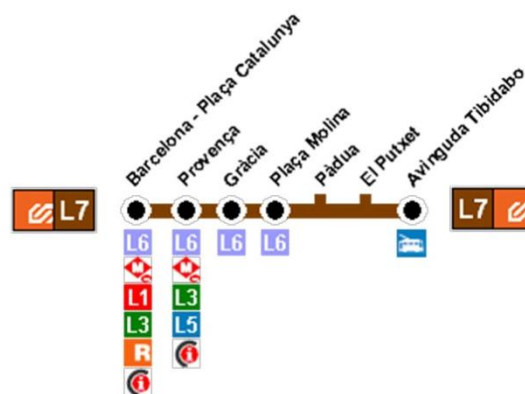 Barcelona - Plaça Catalunya
Provença
Gràcia
Plaça Molina
Pàdua
El Putxet
Avinguda Tibidabo
L7
L7
L6
L6
L6
L6
M
M
L1
L3
L3
L5
R
i
i